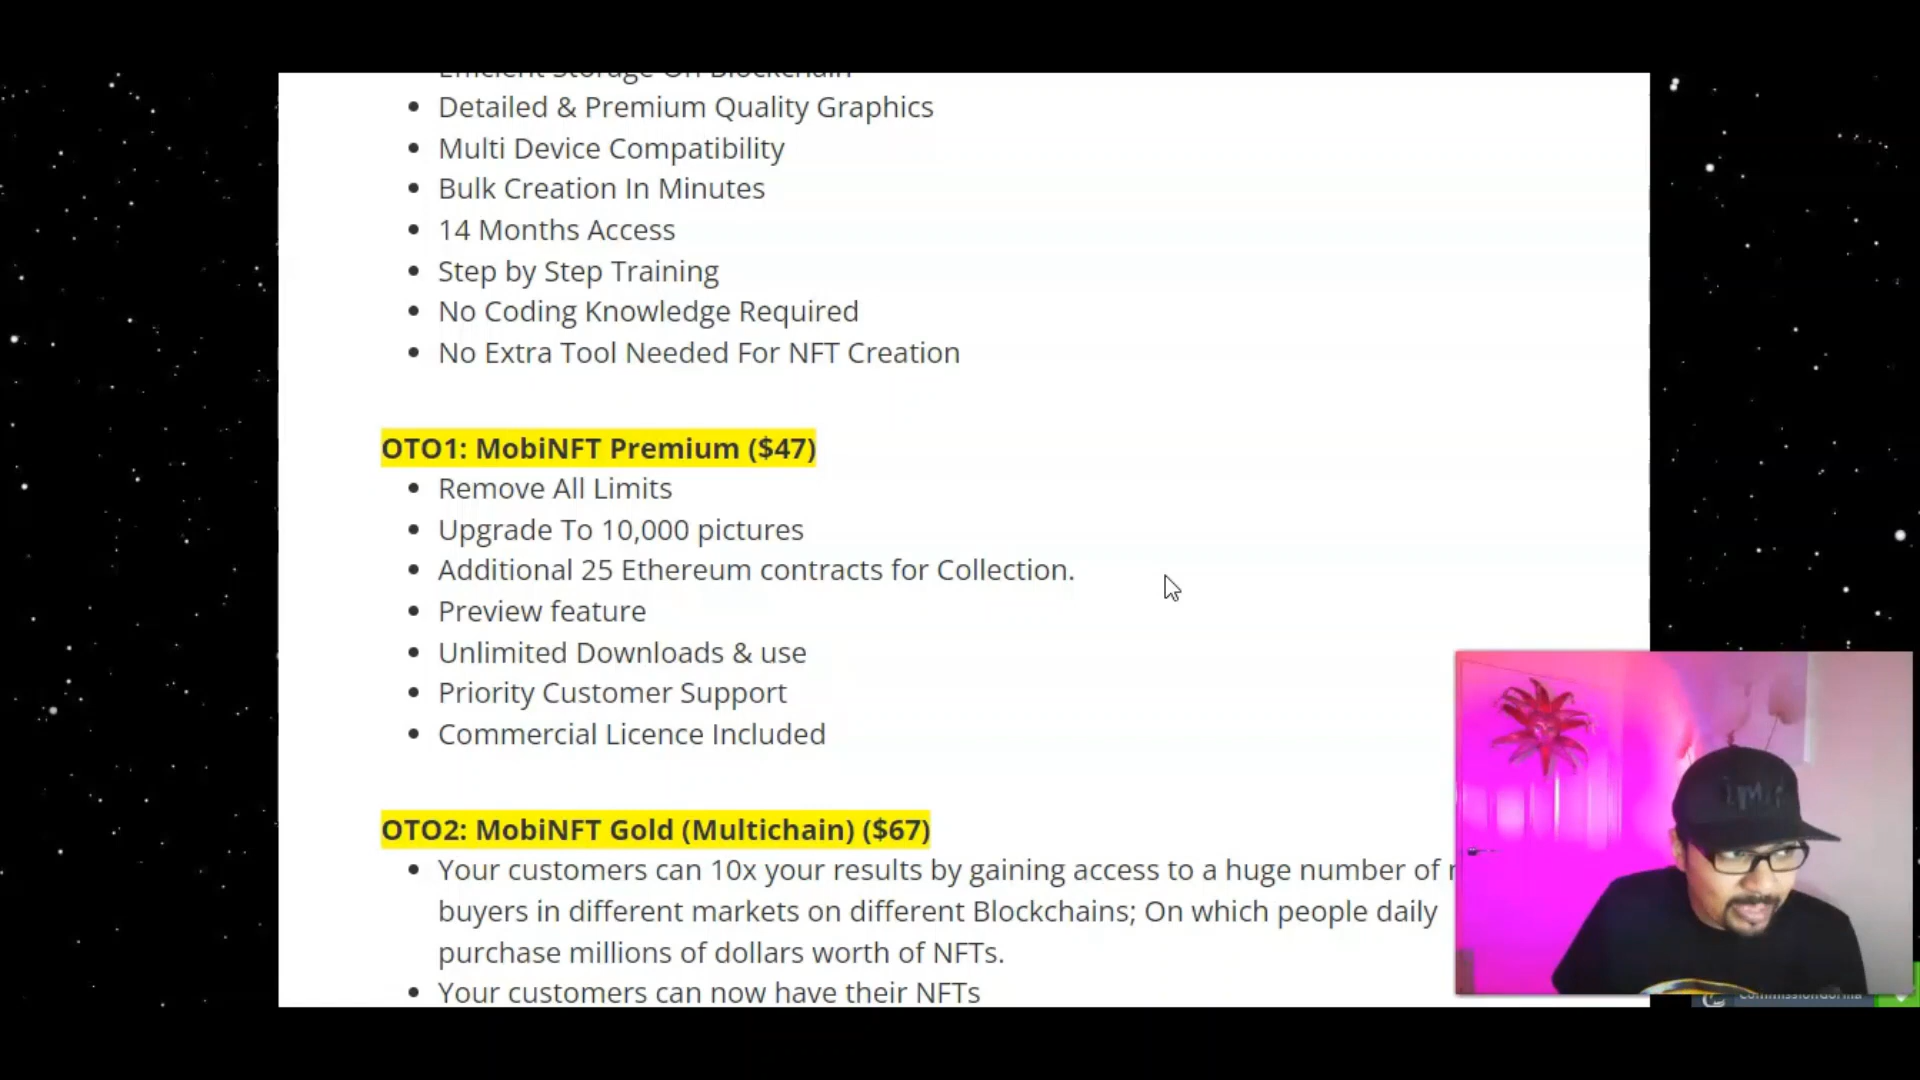 Efficient Storage On Blockchain
Detailed & Premium Quality Graphics
Multi Device Compatibility
Bulk Creation In Minutes
14 Months Access
Step by Step Training
No Coding Knowledge Required
No Extra Tool Needed For NFT Creation
OTO1: MobiNFT Premium ($47)
Remove All Limits
Upgrade To 10,000 pictures
Additional 25 Ethereum contracts for Collection.
Preview feature
Unlimited Downloads & use
Priority Customer Support
Commercial Licence Included
OTO2: MobiNFT Gold (Multichain) ($67)
Your customers can 10x your results by gaining access to a huge number of
buyers in different markets on different Blockchains; On which people daily
purchase millions of dollars worth of NFTs.
Your customers can now have their NFTs